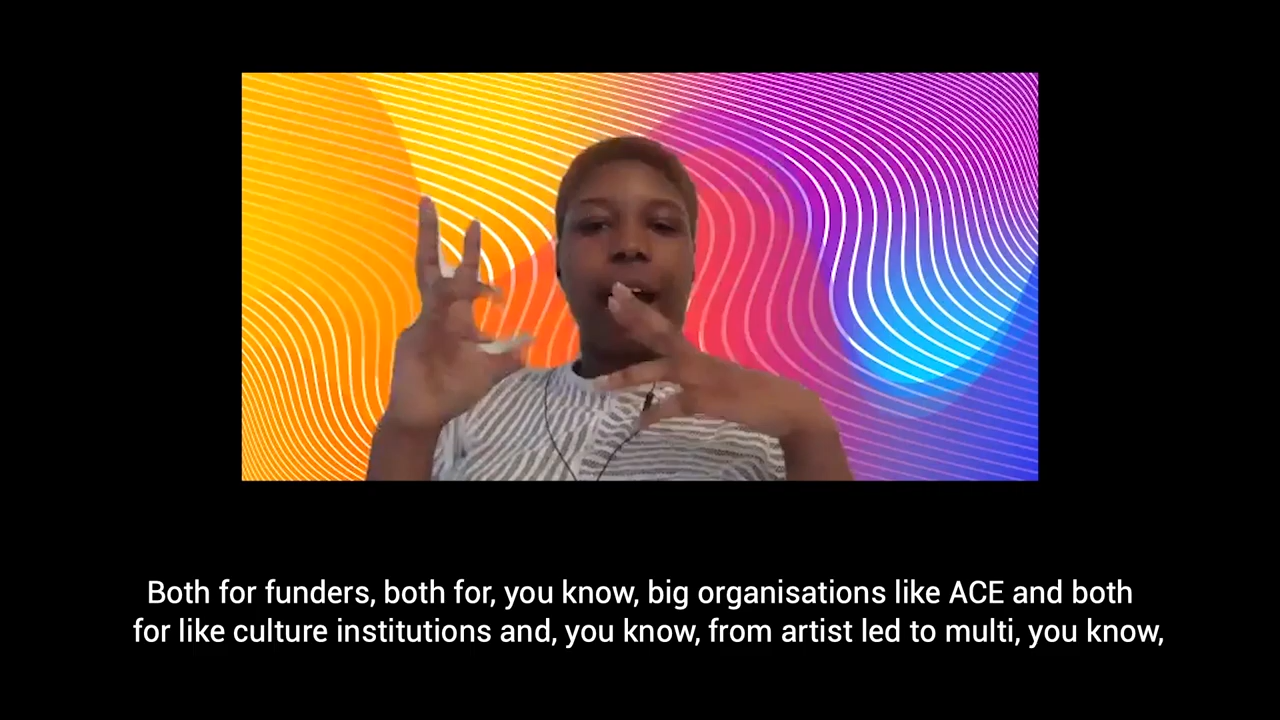 Both for funders, both for, you know, big organisations like ACE and both
for like culture institutions and, you know, from artist led to multi, you know,